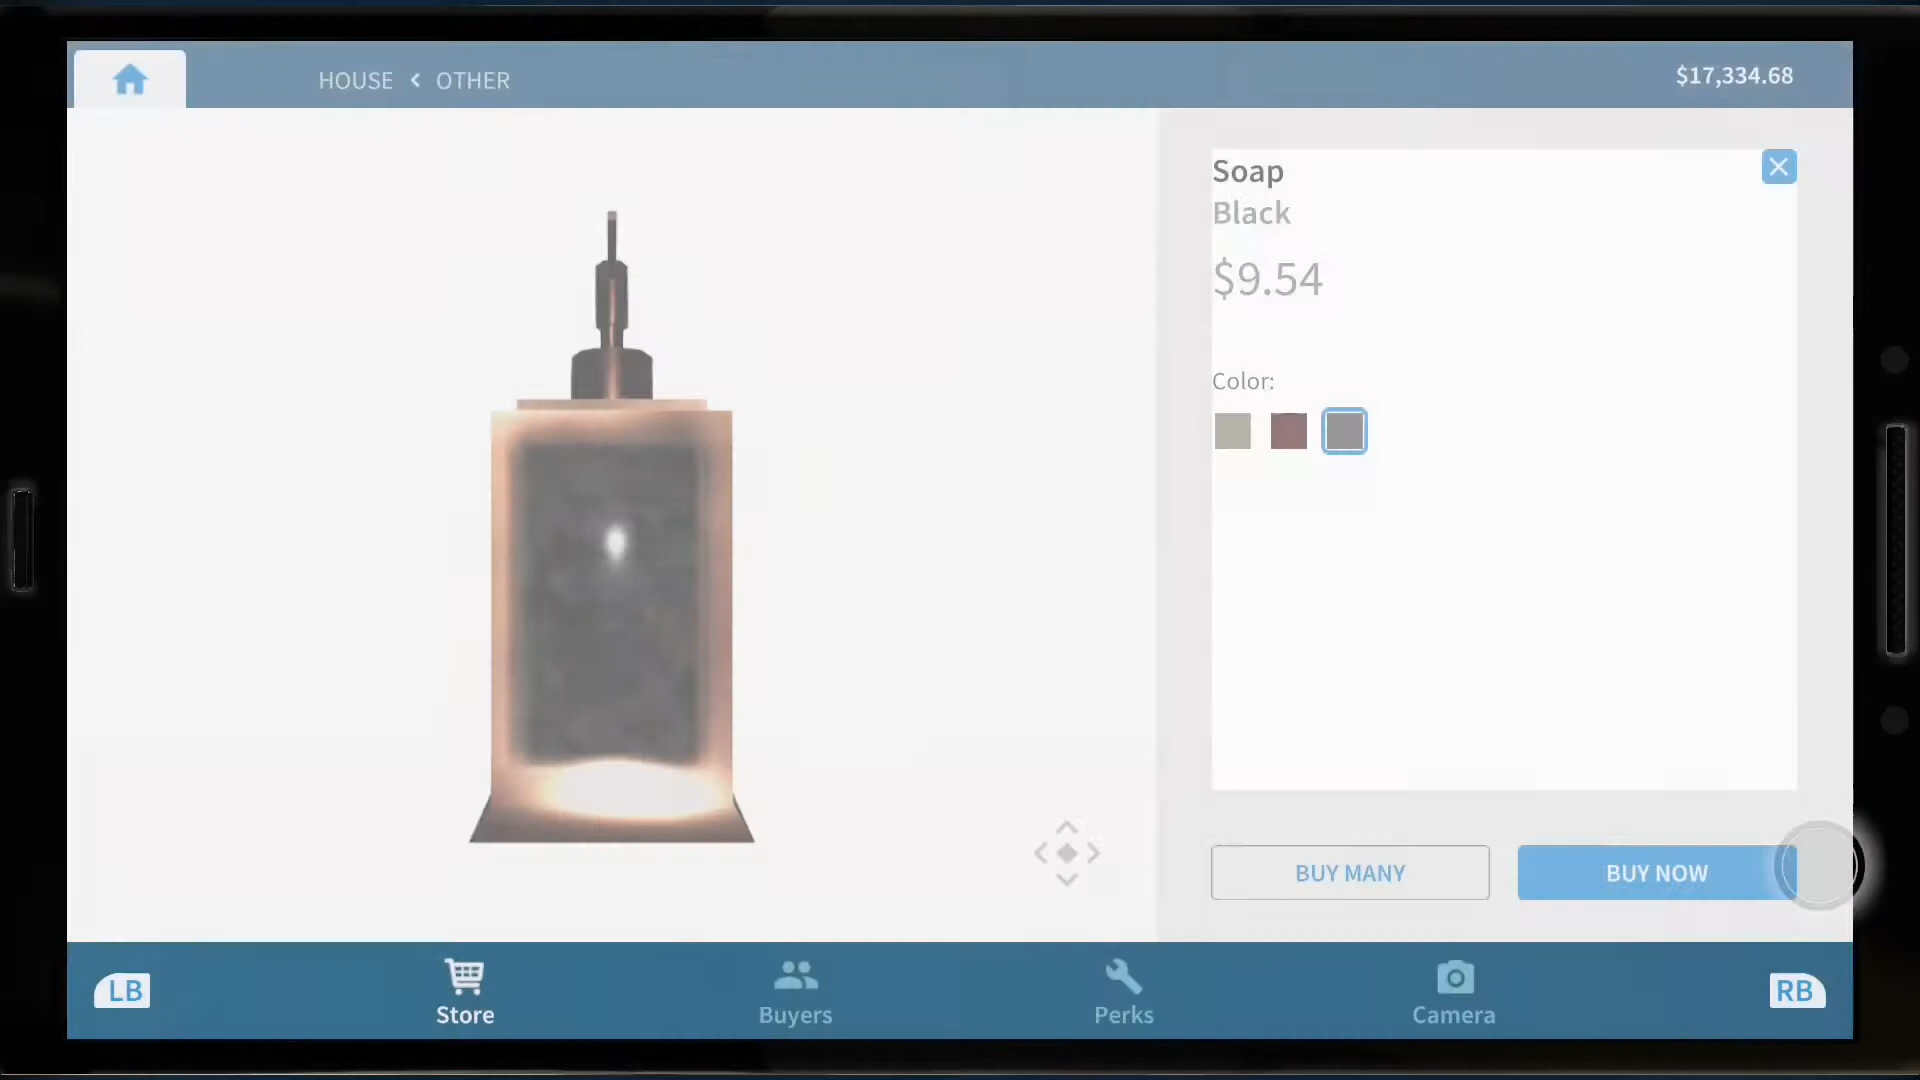 HOUSE < OTHER
$17,334.68
Soap
Black
$9.54
Color:
BUY MANY
BUY NOW
LB
Store
Buyers
Perks
Camera
RB